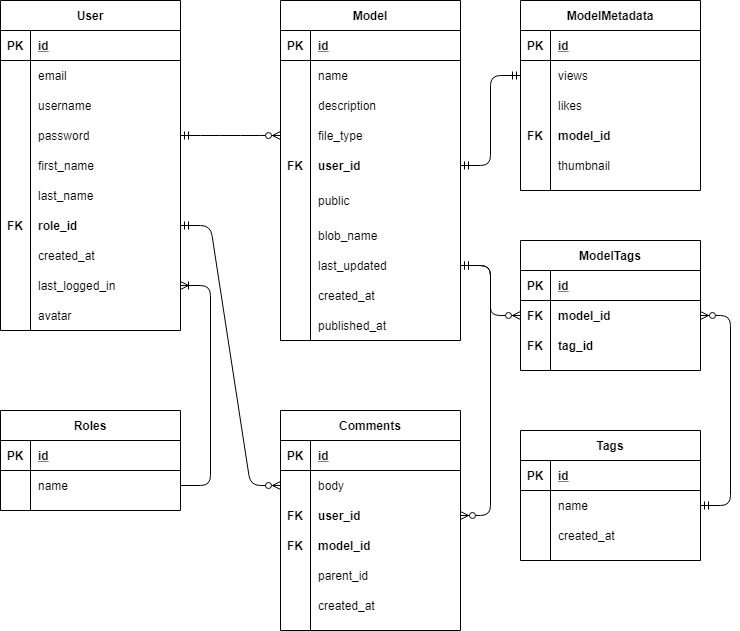 User
PK id
email
username
password
first_name
last_name
FK role_id
created_at
last_logged_in
avatar
Model
PK id
name
description
file_type
FK user_id
public
blob_name
last_updated
created_at
published_at
ModelMetadata
PK id
views
likes
FK model_id
thumbnail
ModelTags
PK id
FK model_id
FK tag_id
Roles
PK id
name
Comments
PK id
body
FK user_id
FK model_id
parent_id
created_at
Tags
PK id
name
created_at